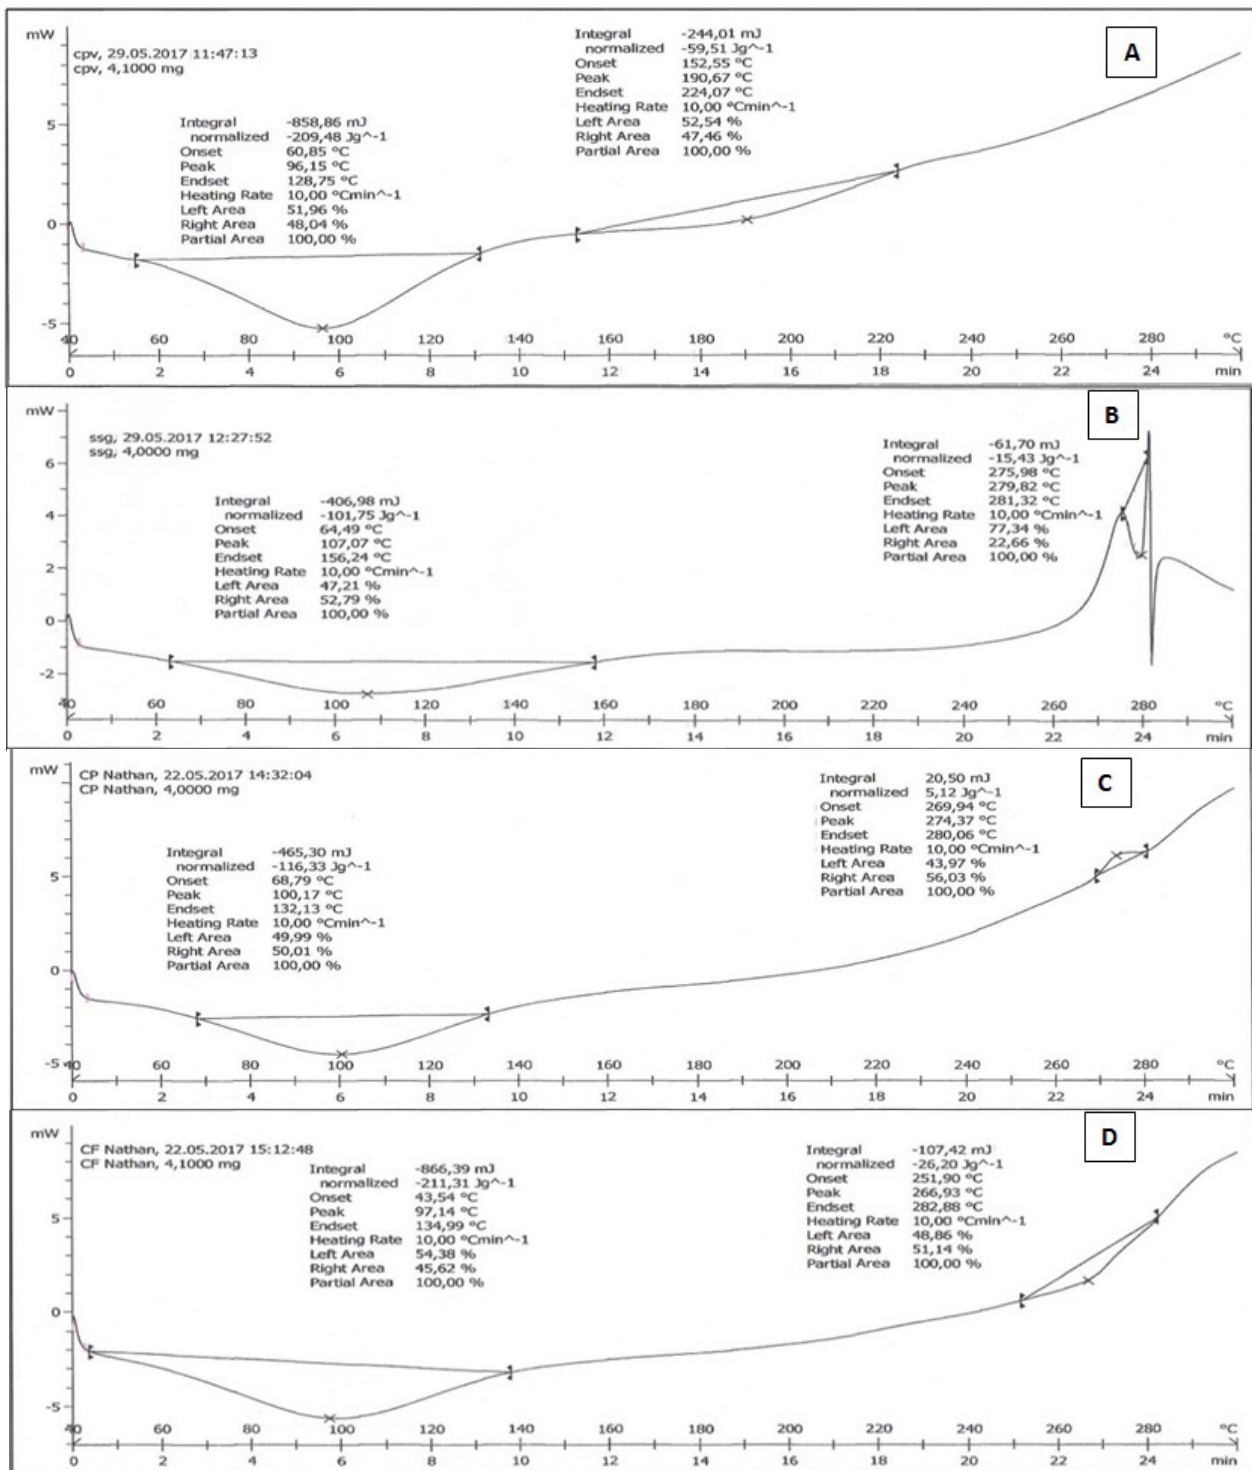 mW
A
cpv, 29.05.2017 11:47:13
cpv, 4,1000 mg
Integral -858,86 mJ
normalized -209,48 Jg^-1
Onset 60,85 °C
Peak 96,15 °C
Endset 128,75 °C
Heating Rate 10,00 °Cmin^-1
Left Area 51,96 %
Right Area 48,04 %
Partial Area 100,00 %
Integral -244,01 mJ
normalized -59,51 Jg^-1
Onset 152,55 °C
Peak 190,67 °C
Endset 224,07 °C
Heating Rate 10,00 °Cmin^-1
Left Area 52,54 %
Right Area 47,46 %
Partial Area 100,00 %
5
0
-5
40 60 80 100 120 140 160 180 200 220 240 260 280 °C
0 2 4 6 8 10 12 14 16 18 20 22 24 min
mW
B
ssg, 29.05.2017 12:27:52
ssg, 4,0000 mg
Integral -406,98 mJ
normalized -101,75 Jg^-1
Onset 64,49 °C
Peak 107,07 °C
Endset 156,24 °C
Heating Rate 10,00 °Cmin^-1
Left Area 47,21 %
Right Area 52,79 %
Partial Area 100,00 %
Integral -61,70 mJ
normalized -15,43 Jg^-1
Onset 275,98 °C
Peak 279,82 °C
Endset 281,32 °C
Heating Rate 10,00 °Cmin^-1
Left Area 77,34 %
Right Area 22,66 %
Partial Area 100,00 %
6
4
2
0
-2
40 60 80 100 120 140 160 180 200 220 240 260 280 °C
0 2 4 6 8 10 12 14 16 18 20 22 24 min
mW
C
CP Nathan, 22.05.2017 14:32:04
CP Nathan, 4,0000 mg
Integral -465,30 mJ
normalized -116,33 Jg^-1
Onset 68,79 °C
Peak 100,17 °C
Endset 132,13 °C
Heating Rate 10,00 °Cmin^-1
Left Area 49,99 %
Right Area 50,01 %
Partial Area 100,00 %
Integral 20,50 mJ
normalized 5,12 Jg^-1
Onset 269,94 °C
Peak 274,37 °C
Endset 280,06 °C
Heating Rate 10,00 °Cmin^-1
Left Area 43,97 %
Right Area 56,03 %
Partial Area 100,00 %
5
0
-5
40 60 80 100 120 140 160 180 200 220 240 260 280 °C
0 2 4 6 8 10 12 14 16 18 20 22 24 min
mW
D
CF Nathan, 22.05.2017 15:12:48
CF Nathan, 4,1000 mg
Integral -866,39 mJ
normalized -211,31 Jg^-1
Onset 43,54 °C
Peak 97,14 °C
Endset 134,99 °C
Heating Rate 10,00 °Cmin^-1
Left Area 54,38 %
Right Area 45,62 %
Partial Area 100,00 %
Integral -107,42 mJ
normalized -26,20 Jg^-1
Onset 251,90 °C
Peak 266,93 °C
Endset 282,88 °C
Heating Rate 10,00 °Cmin^-1
Left Area 48,86 %
Right Area 51,14 %
Partial Area 100,00 %
5
0
-5
40 60 80 100 120 140 160 180 200 220 240 260 280 °C
0 2 4 6 8 10 12 14 16 18 20 22 24 min